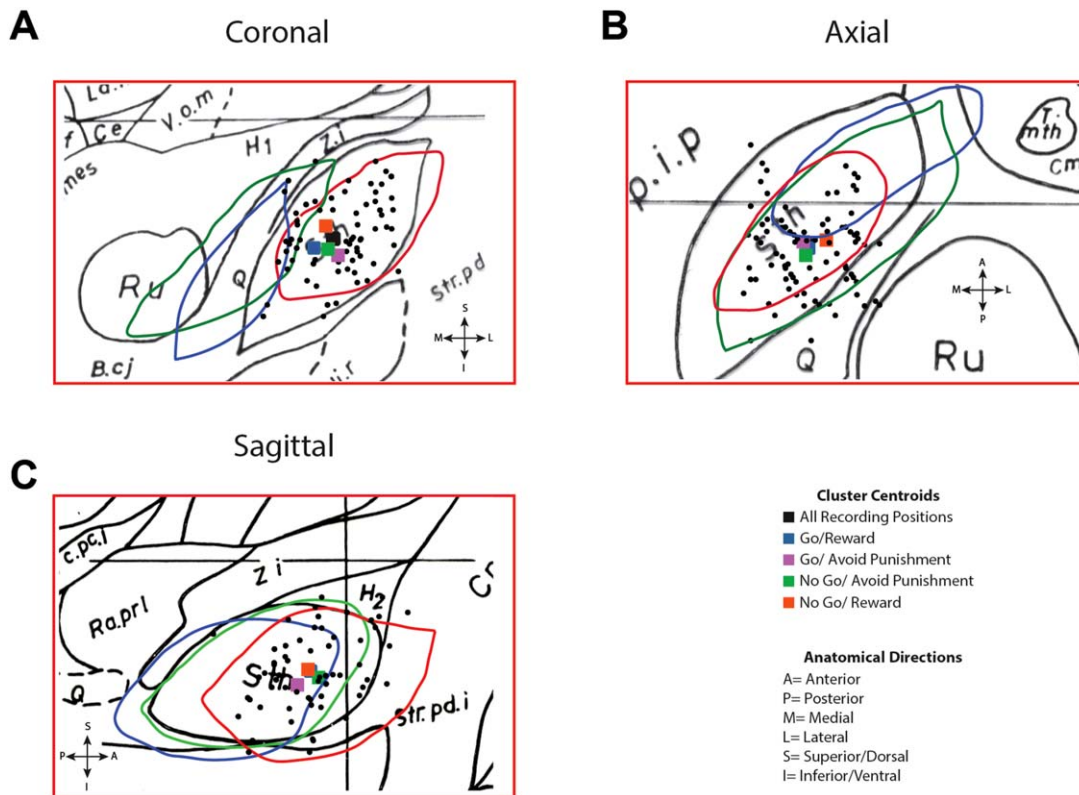 A
Coronal
La.
V.o.m
f
Ce
H1
Z.i
mes
Ru
Q
n
Str.pd
B.cj
S
M
L
I
B
Axial
p.i.p
S
h
T.
mth
Cm
Q
Ru
A
M
L
P
C
Sagittal
c.pc.l
Z i
H2
Ra.prl
Sth
Q
Str.pd.i
S
P
A
I
Cluster Centroids
All Recording Positions
Go/Reward
Go/ Avoid Punishment
No Go/ Avoid Punishment
No Go/ Reward
Anatomical Directions
A= Anterior
P= Posterior
M= Medial
L= Lateral
S= Superior/Dorsal
I= Inferior/Ventral